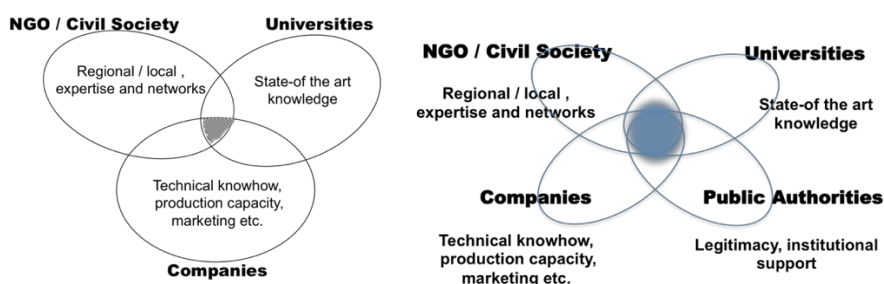 NGO / Civil Society
Universities
Regional / local ,
expertise and networks
State-of the art
knowledge
Technical knowhow,
production capacity,
marketing etc.
Companies
NGO / Civil Society
Universities
Regional / local ,
expertise and networks
State-of the art
knowledge
Companies
Public Authorities
Technical knowhow,
production capacity,
marketing etc.
Legitimacy, institutional
support